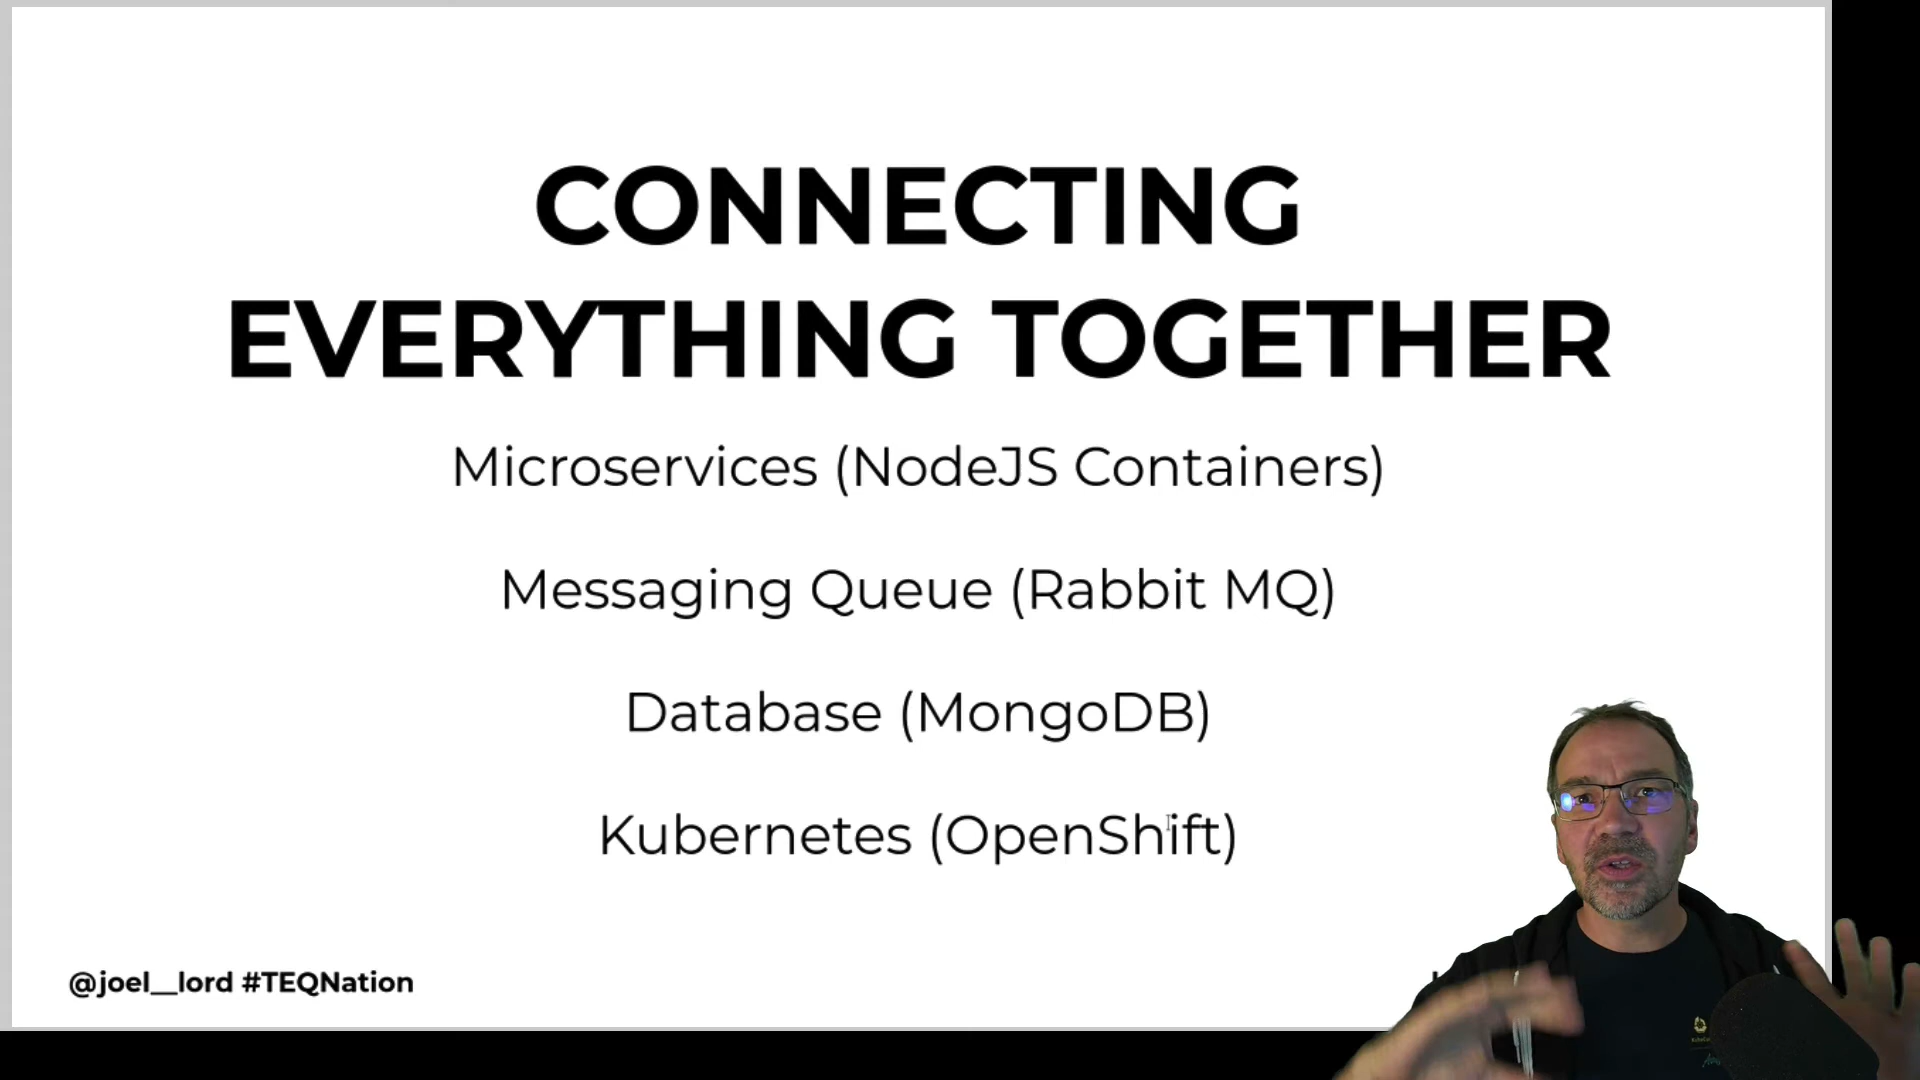 CONNECTING
EVERYTHING TOGETHER
Microservices (NodeJS Containers)
Messaging Queue (Rabbit MQ)
Database (MongoDB)
Kubernetes (OpenShift)
@joel__lord #TEQNation